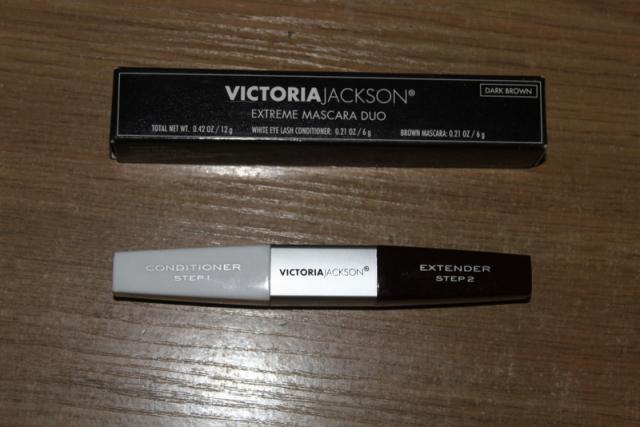 VICTORIAJACKSON®
DARK BROWN
EXTREME MASCARA DUO
TOTAL NET WT. 0.42 OZ / 12 g WHITE EYE LASH CONDITIONER: 0.21 OZ / 6 g BROWN MASCARA: 0.21 OZ / 6 g
CONDITIONER
STEP 1
VICTORIAJACKSON®
EXTENDER
STEP 2